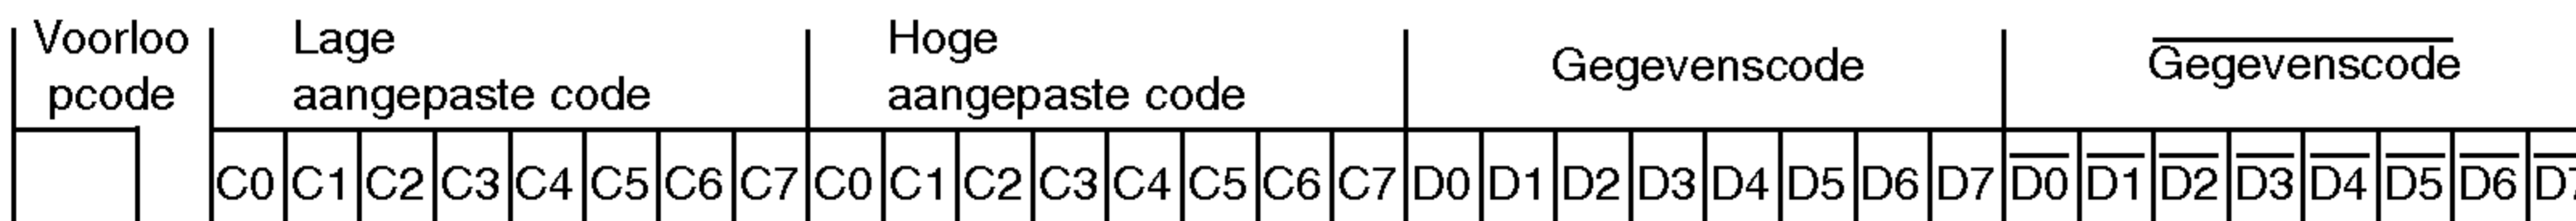 Voorloo
pcode
Lage
aangepaste code
Hoge
aangepaste code
Gegevenscode
Gegevenscode
C0 C1 C2 C3 C4 C5 C6 C7 C0 C1 C2 C3 C4 C5 C6 C7 D0 D1 D2 D3 D4 D5 D6 D7 D0 D1 D2 D3 D4 D5 D6 D7